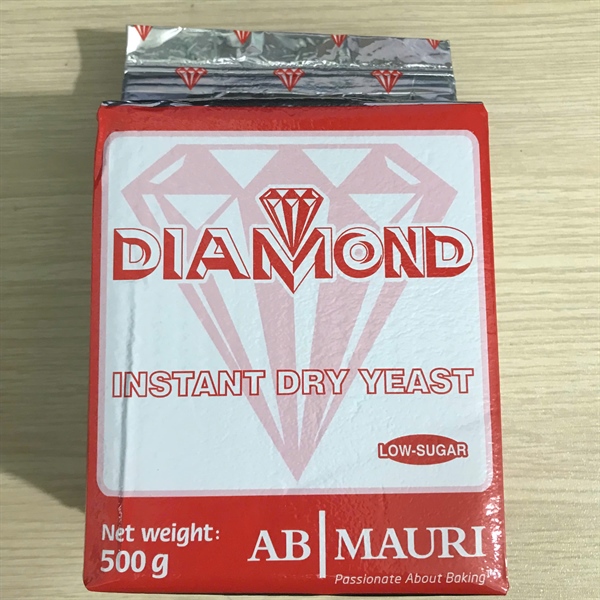 DIAMOND
INSTANT DRY YEAST
LOW-SUGAR
Net weight:
500 g
AB|MAURI
Passionate About Baking